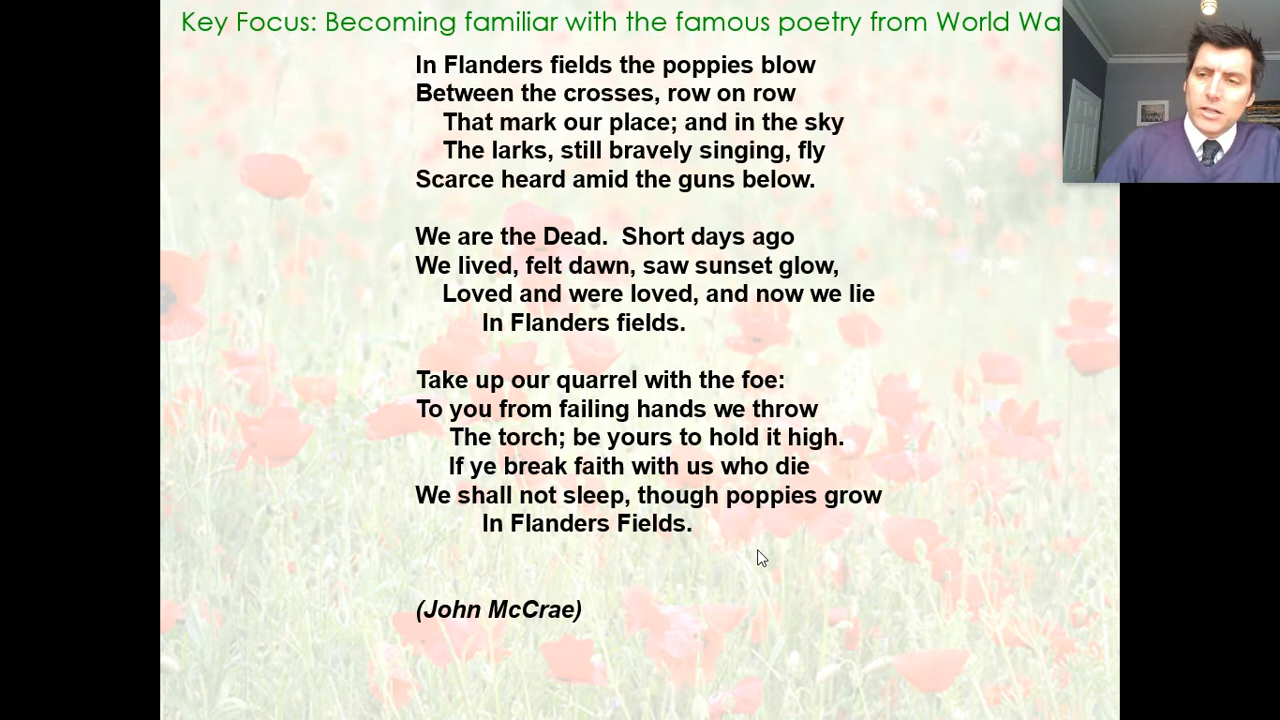 Key Focus: Becoming familiar with the famous poetry from World Wa
In Flanders fields the poppies blow
Between the crosses, row on row
That mark our place; and in the sky
The larks, still bravely singing, fly
Scarce heard amid the guns below.
We are the Dead.  Short days ago
We lived, felt dawn, saw sunset glow,
Loved and were loved, and now we lie
In Flanders fields.
Take up our quarrel with the foe:
To you from failing hands we throw
The torch; be yours to hold it high.
If ye break faith with us who die
We shall not sleep, though poppies grow
In Flanders Fields.
(John McCrae)